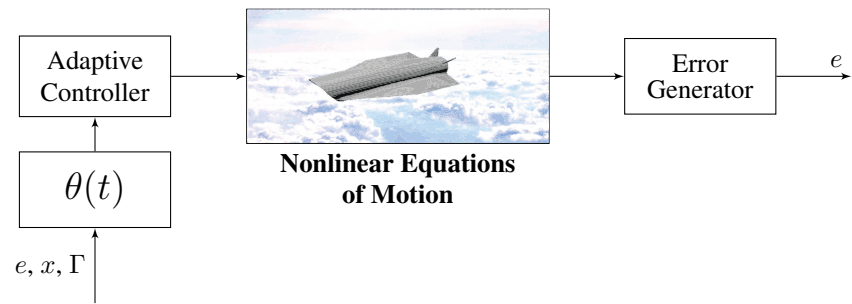 Adaptive
Controller
Error
Generator
e
Nonlinear Equations
of Motion
θ(t)
e, x, Γ